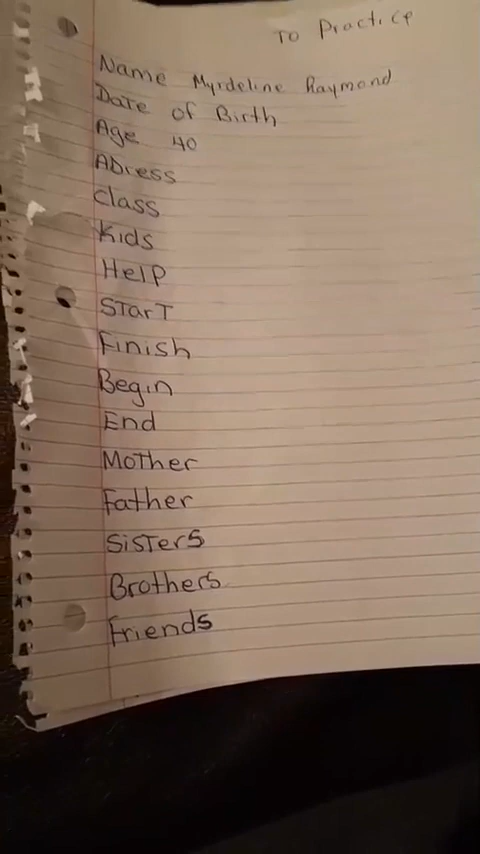 To Practice
Name Myrdeline Raymond
Date of Birth
Age 40
ADress
Class
Kids
Help
Start
Finish
Begin
End
Mother
Father
Sisters
Brothers
Friends